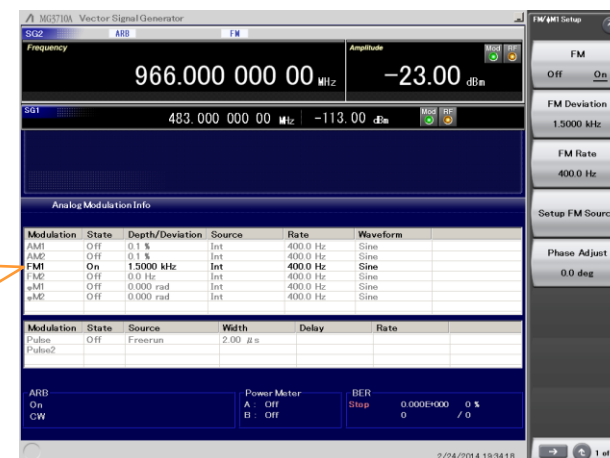 MG3710A Vector Signal Generator
SG2 ARB FM
Frequency Amplitude Mod RF
966.000 000 00 MHz -23.00 dBm
SG1 483. 000 000 00 MHz -113. 00 dBm Mod RF
Analog Modulation Info
Modulation State Depth/Deviation Source Rate Waveform
AM1 Off 0.1 % Int 400.0 Hz Sine
AM2 Off 0.1 % Int 400.0 Hz Sine
FM1 On 1.5000 kHz Int 400.0 Hz Sine
FM2 Off 0.0 Hz Int 400.0 Hz Sine
φM1 Off 0.000 rad Int 400.0 Hz Sine
φM2 Off 0.000 rad Int 400.0 Hz Sine
Modulation State Source Width Delay Rate
Pulse Off Freerun 2.00 μs
Pulse2
ARB
On
CW
Power Meter
A : Off
B : Off
BER
Stop 0.000E+000 0 %
0 / 0
2/24/2014 19:34:18
FM/φM1 Setup
FM
Off On
FM Deviation
1.5000 kHz
FM Rate
400.0 Hz
Setup FM Sourc
Phase Adjust
0.0 deg
1 of